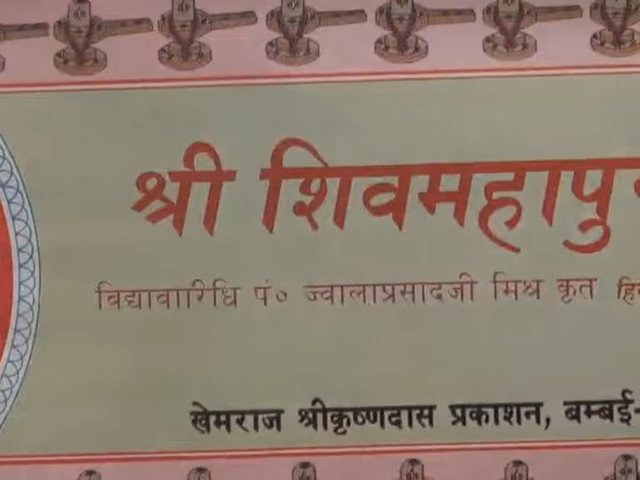 श्री शिवमहापु
विद्यावारिधि पं० ज्वालाप्रसादजी मिश्र कृत
खेमराज श्रीकृष्णदास प्रकाशन, बम्बई-